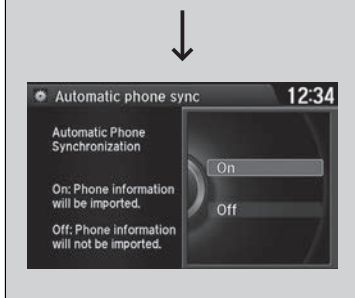 Automatic phone sync
12:34
Automatic Phone
Synchronization
On: Phone information
will be imported.
Off: Phone information
will not be imported.
On
Off